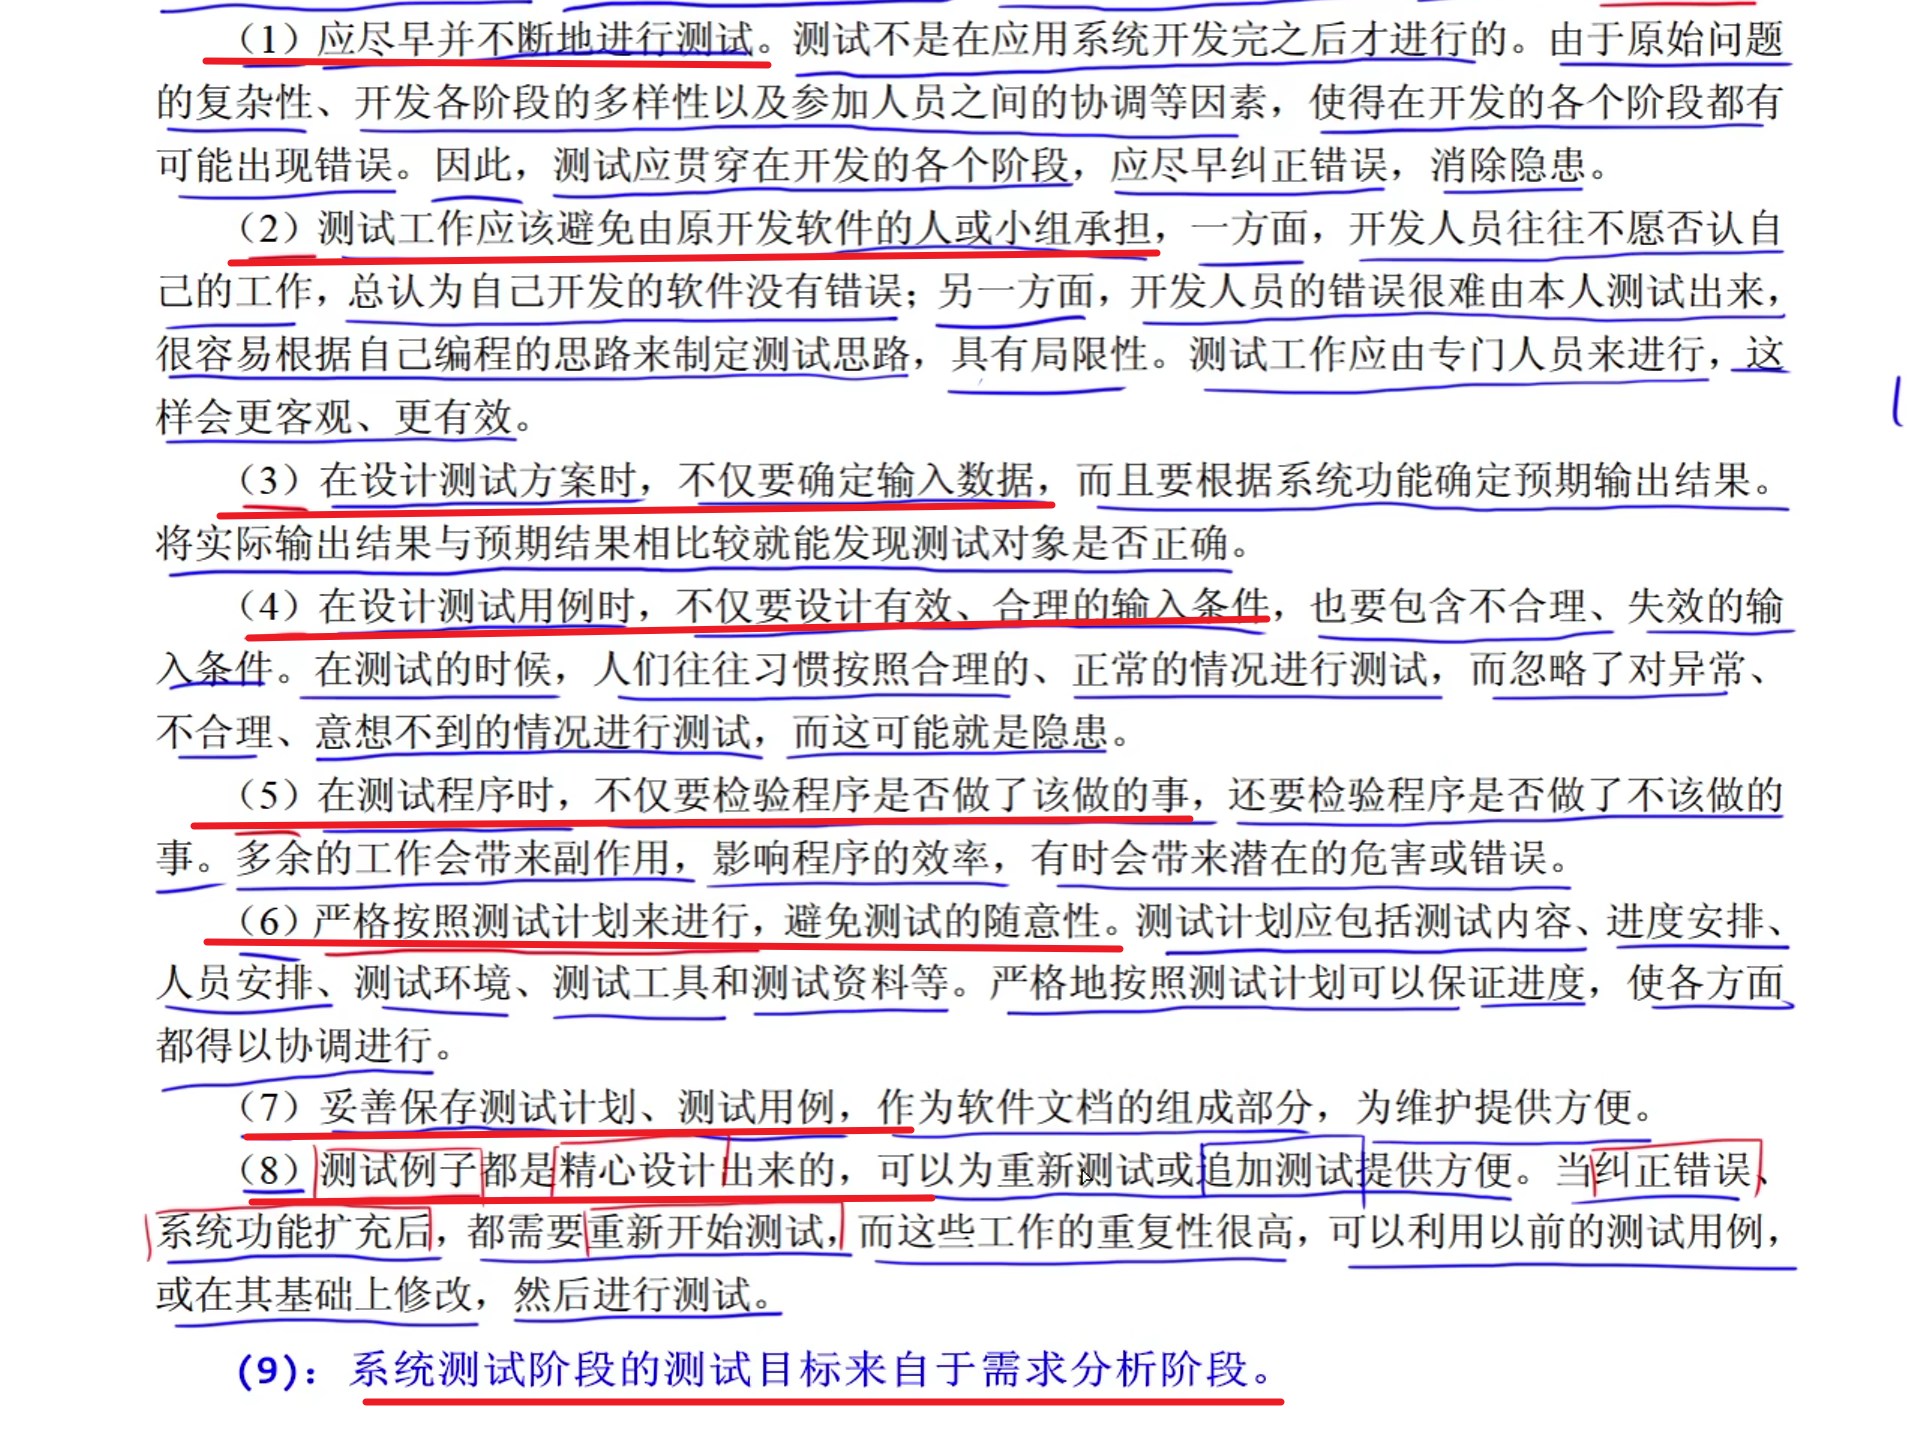 （1）应尽早并不断地进行测试。测试不是在应用系统开发完之后才进行的。由于原始问题
的复杂性、开发各阶段的多样性以及参加人员之间的协调等因素，使得在开发的各个阶段都有
可能出现错误。因此，测试应贯穿在开发的各个阶段，应尽早纠正错误，消除隐患。
（2）测试工作应该避免由原开发软件的人或小组承担，一方面，开发人员往往不愿否认自
己的工作，总认为自己开发的软件没有错误；另一方面，开发人员的错误很难由本人测试出来，
很容易根据自己编程的思路来制定测试思路，具有局限性。测试工作应由专门人员来进行，这
样会更客观、更有效。
（3）在设计测试方案时，不仅要确定输入数据，而且要根据系统功能确定预期输出结果。
将实际输出结果与预期结果相比较就能发现测试对象是否正确。
（4）在设计测试用例时，不仅要设计有效、合理的输入条件，也要包含不合理、失效的输
入条件。在测试的时候，人们往往习惯按照合理的、正常的情况进行测试，而忽略了对异常、
不合理、意想不到的情况进行测试，而这可能就是隐患。
（5）在测试程序时，不仅要检验程序是否做了该做的事，还要检验程序是否做了不该做的
事。多余的工作会带来副作用，影响程序的效率，有时会带来潜在的危害或错误。
（6）严格按照测试计划来进行，避免测试的随意性。测试计划应包括测试内容、进度安排、
人员安排、测试环境、测试工具和测试资料等。严格地按照测试计划可以保证进度，使各方面
都得以协调进行。
（7）妥善保存测试计划、测试用例，作为软件文档的组成部分，为维护提供方便。
（8）测试例子都是精心设计出来的，可以为重新测试或追加测试提供方便。当纠正错误、
系统功能扩充后，都需要重新开始测试，而这些工作的重复性很高，可以利用以前的测试用例，
或在其基础上修改，然后进行测试。
(9)：系统测试阶段的测试目标来自于需求分析阶段。